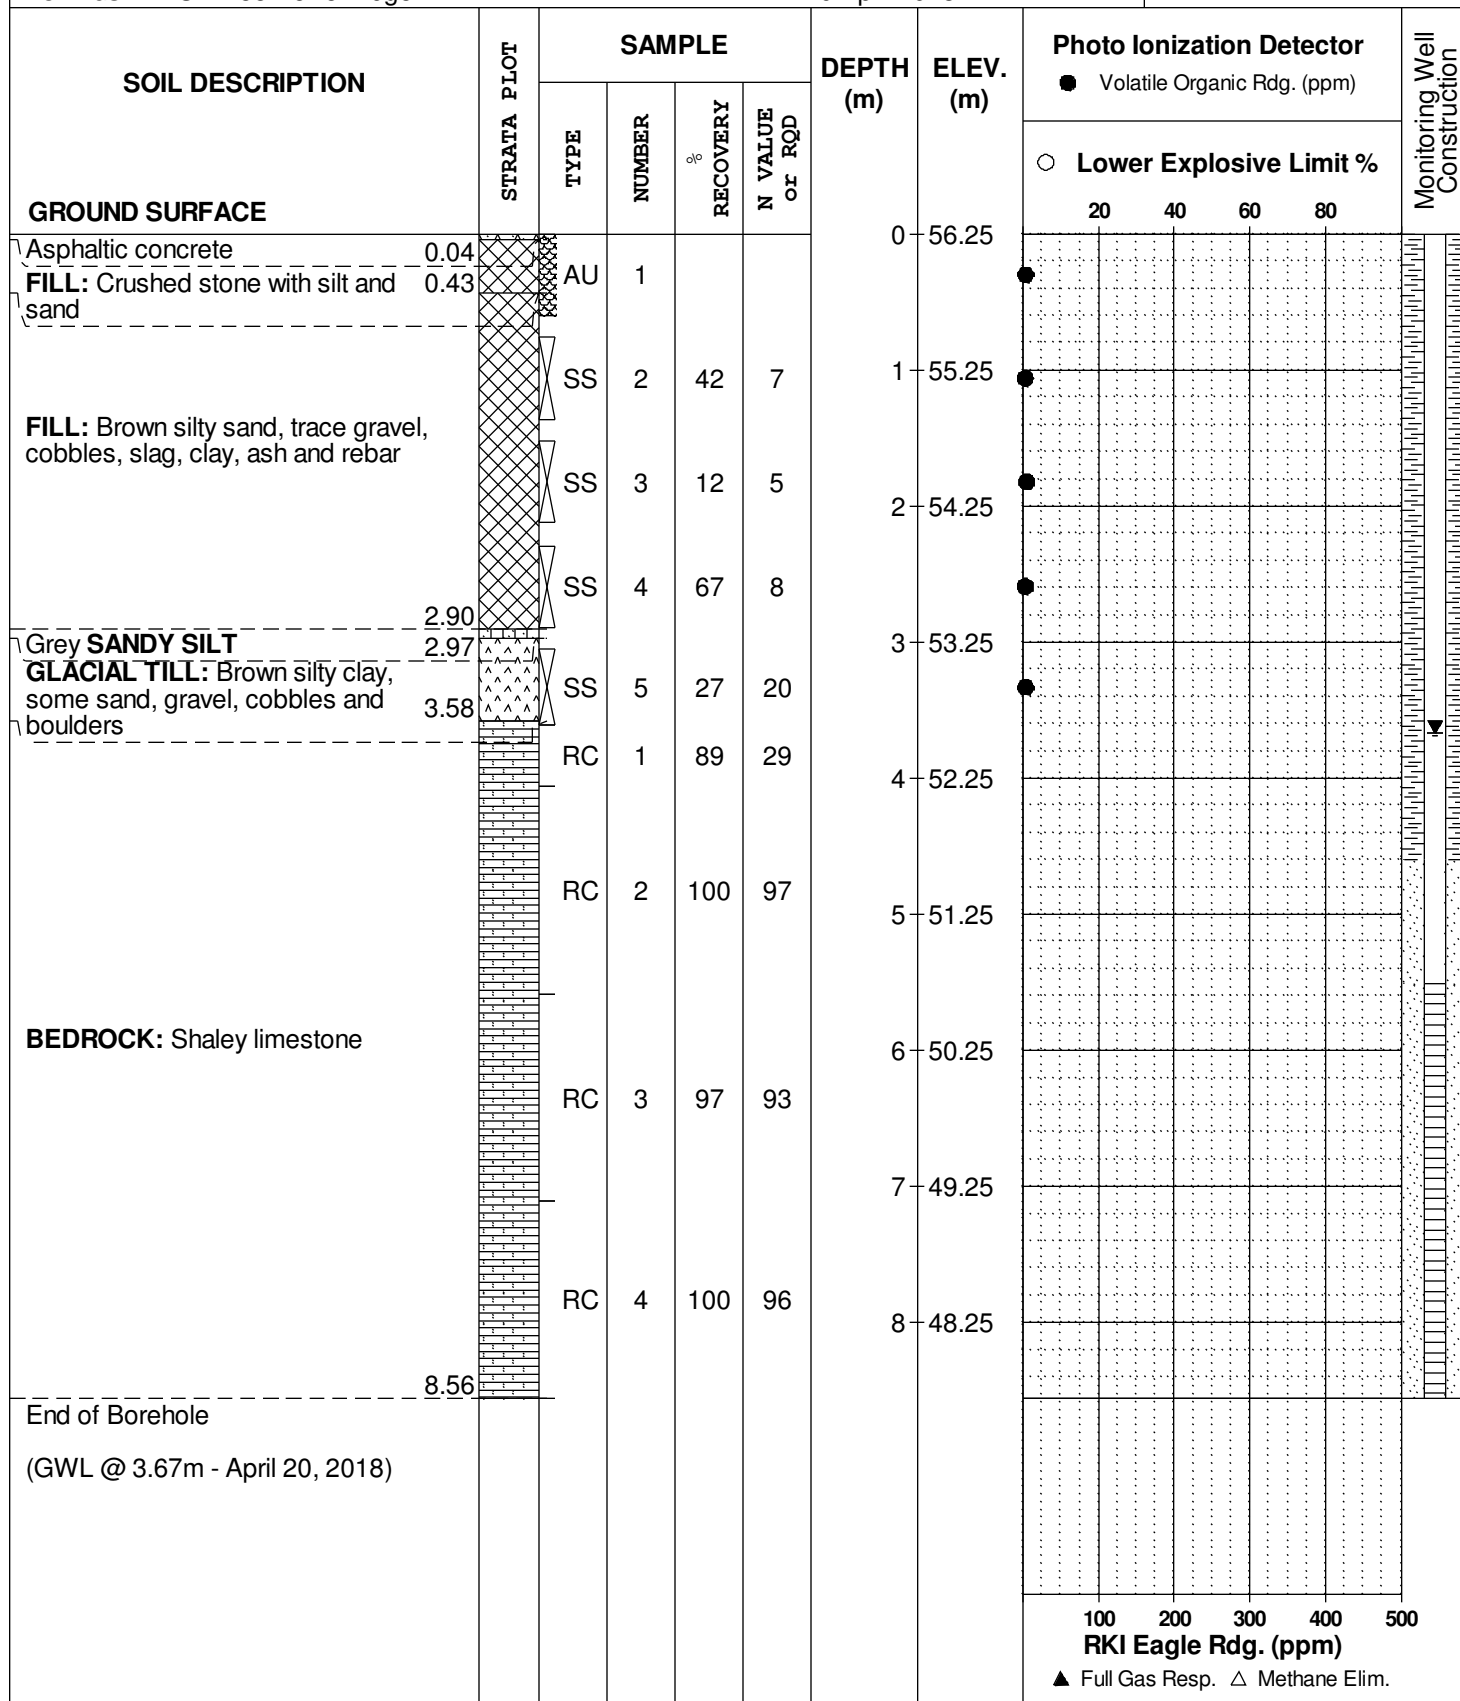 SOIL DESCRIPTION
GROUND SURFACE
STRATA PLOT
SAMPLE
TYPE
NUMBER
% RECOVERY
N VALUE or RQD
DEPTH (m)
ELEV. (m)
Photo Ionization Detector
● Volatile Organic Rdg. (ppm)
○ Lower Explosive Limit %
20 40 60 80
Monitoring Well Construction
0 56.25
Asphaltic concrete 0.04
FILL: Crushed stone with silt and 0.43
sand
AU 1
SS 2 42 7
1 55.25
FILL: Brown silty sand, trace gravel,
cobbles, slag, clay, ash and rebar
SS 3 12 5
2 54.25
SS 4 67 8
2.90
Grey SANDY SILT 2.97
3 53.25
GLACIAL TILL: Brown silty clay,
some sand, gravel, cobbles and 3.58
boulders
SS 5 27 20
RC 1 89 29
4 52.25
RC 2 100 97
5 51.25
BEDROCK: Shaley limestone
6 50.25
RC 3 97 93
7 49.25
RC 4 100 96
8 48.25
8.56
End of Borehole
(GWL @ 3.67m - April 20, 2018)
100 200 300 400 500
RKI Eagle Rdg. (ppm)
▲ Full Gas Resp. △ Methane Elim.